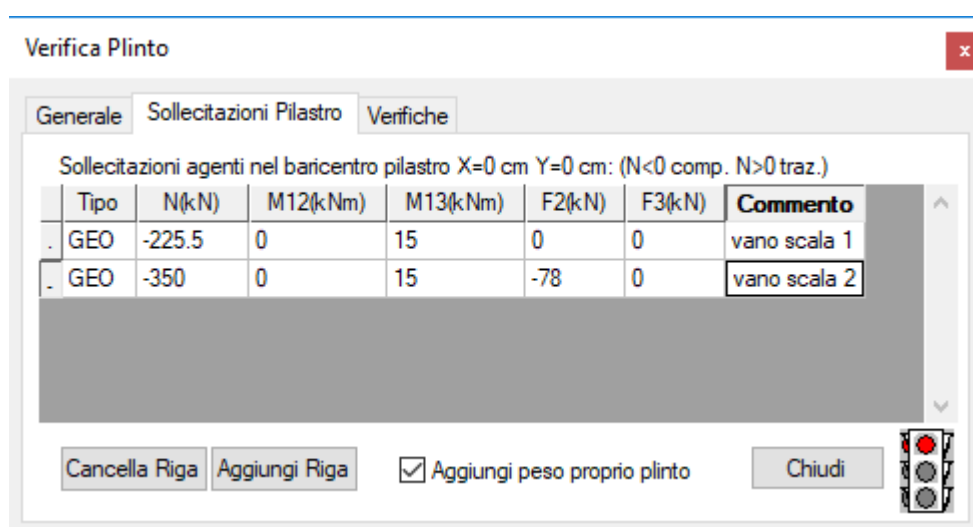 Verifica Plinto
x
Generale Sollecitazioni Pilastro Verifiche
Sollecitazioni agenti nel baricentro pilastro X=0 cm Y=0 cm: (N<0 comp. N>0 traz.)
Tipo N(kN) M12(kNm) M13(kNm) F2(kN) F3(kN) Commento
. GEO -225.5 0 15 0 0 vano scala 1
. GEO -350 0 15 -78 0 vano scala 2
Cancella Riga Aggiungi Riga Aggiungi peso proprio plinto Chiudi